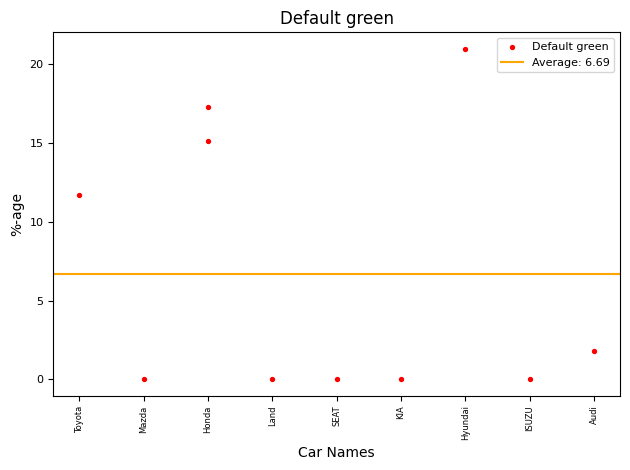 Default green
Default green
Average: 6.69
%-age
20
15
10
5
0
Toyota
Mazda
Honda
Land
SEAT
KIA
Hyundai
ISUZU
Audi
Car Names